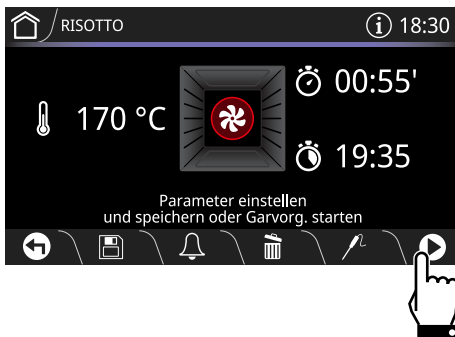 RISOTTO
i 18:30
170 °C
00:55'
19:35
Parameter einstellen
und speichern oder Garvorg. starten